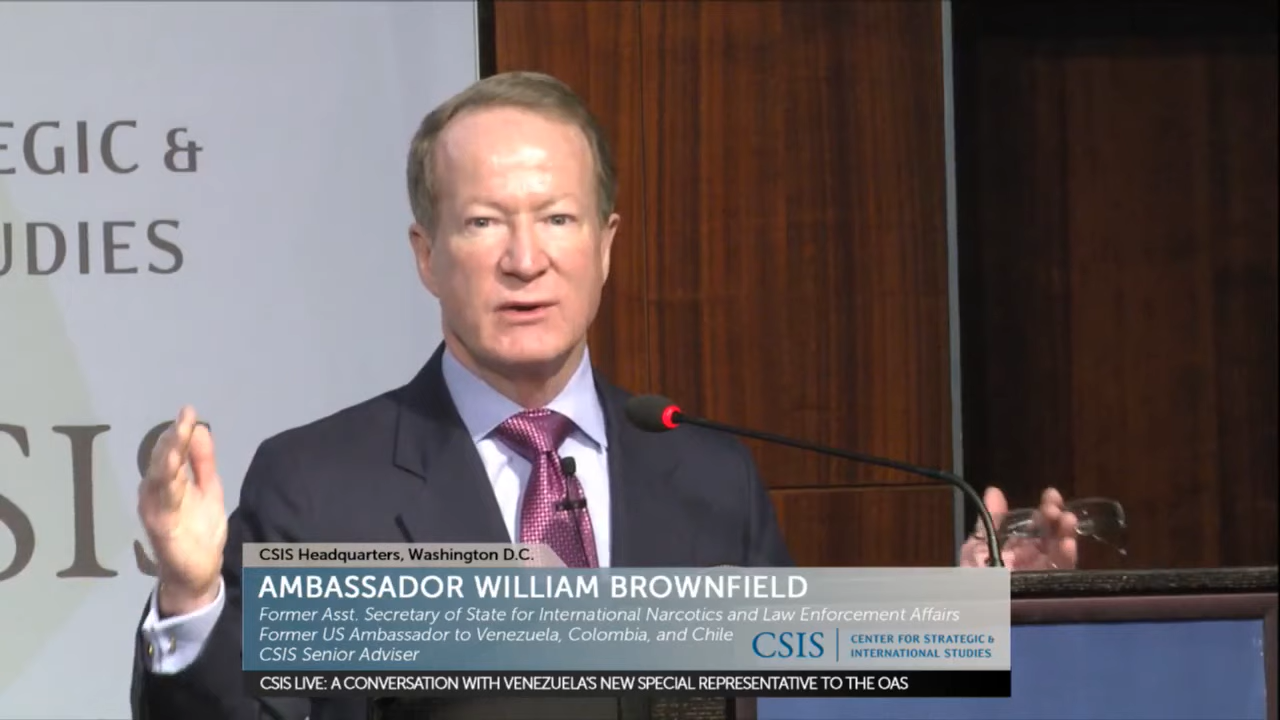 EGIC &
UDIES
SIS
CSIS Headquarters, Washington D.C.
AMBASSADOR WILLIAM BROWNFIELD
Former Asst. Secretary of State for International Narcotics and Law Enforcement Affairs
Former US Ambassador to Venezuela, Colombia, and Chile
CSIS Senior Adviser
CSIS
CENTER FOR STRATEGIC &
INTERNATIONAL STUDIES
CSIS LIVE: A CONVERSATION WITH VENEZUELA'S NEW SPECIAL REPRESENTATIVE TO THE OAS